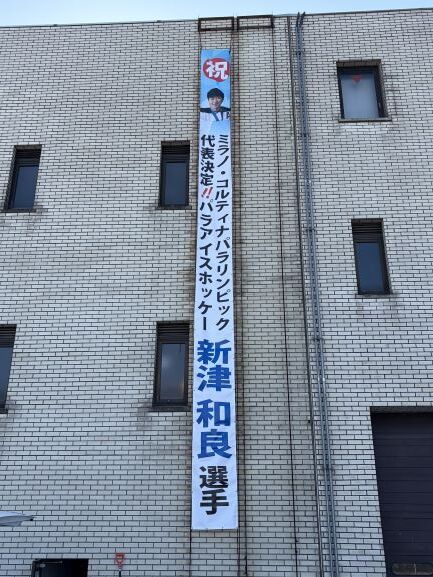 祝
ミラノ・コルティナパラリンピック
代表決定!!パラアイスホッケー
新津 和良 選手